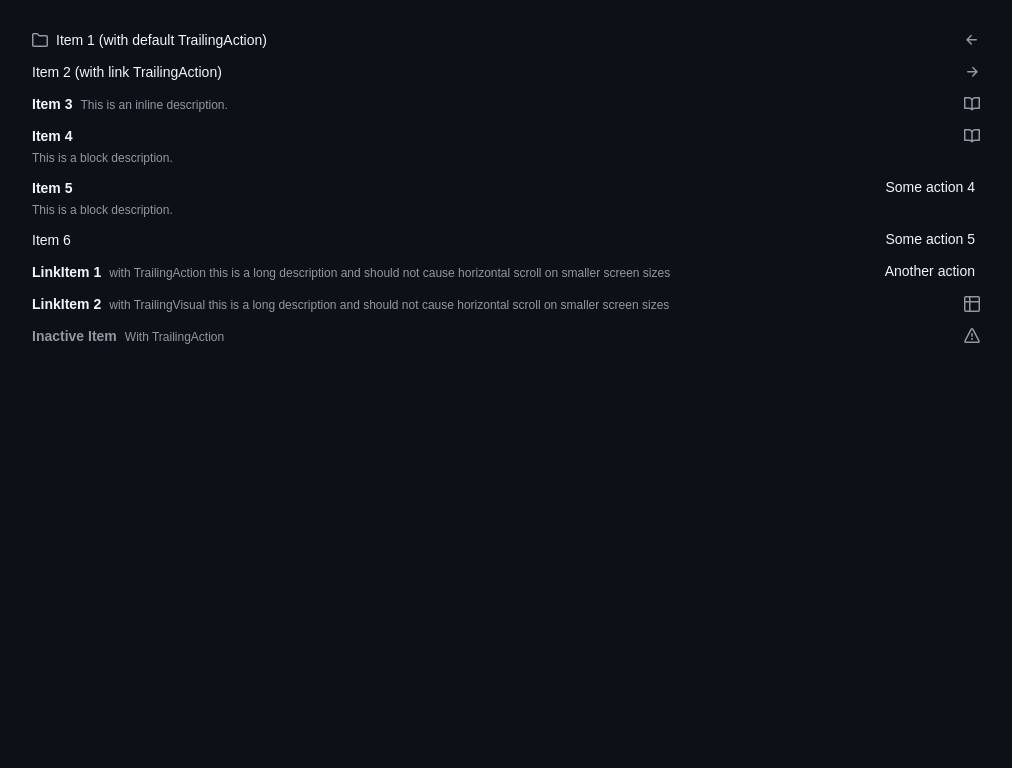 Item 1 (with default TrailingAction)
Item 2 (with link TrailingAction)
Item 3 This is an inline description.
Item 4
This is a block description.
Item 5 Some action 4
This is a block description.
Item 6 Some action 5
LinkItem 1 with TrailingAction this is a long description and should not cause horizontal scroll on smaller screen sizes Another action
LinkItem 2 with TrailingVisual this is a long description and should not cause horizontal scroll on smaller screen sizes
Inactive Item With TrailingAction